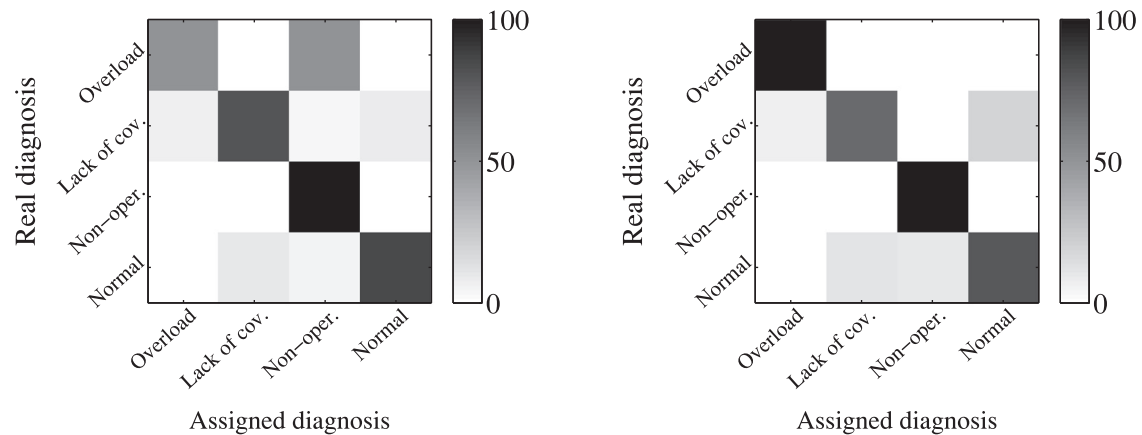 Real diagnosis
Overload
Lack of cov.
Non-oper.
Normal
Overload
Lack of cov.
Non-oper.
Normal
Assigned diagnosis
100
50
0
Real diagnosis
Overload
Lack of cov.
Non-oper.
Normal
Overload
Lack of cov.
Non-oper.
Normal
Assigned diagnosis
100
50
0